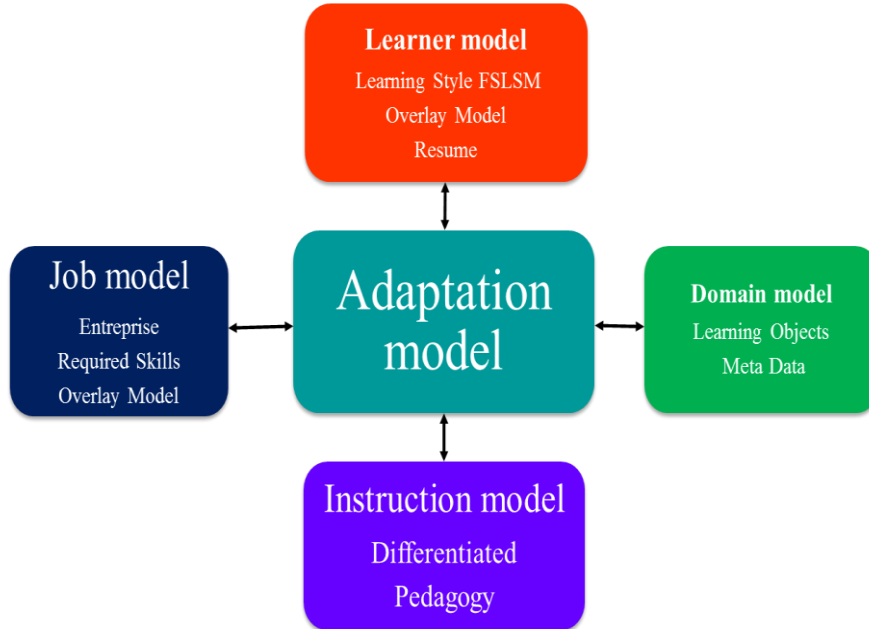 Learner model
Learning Style FSLSM
Overlay Model
Resume
Job model
Entreprise
Required Skills
Overlay Model
Adaptation
model
Domain model
Learning Objects
Meta Data
Instruction model
Differentiated
Pedagogy